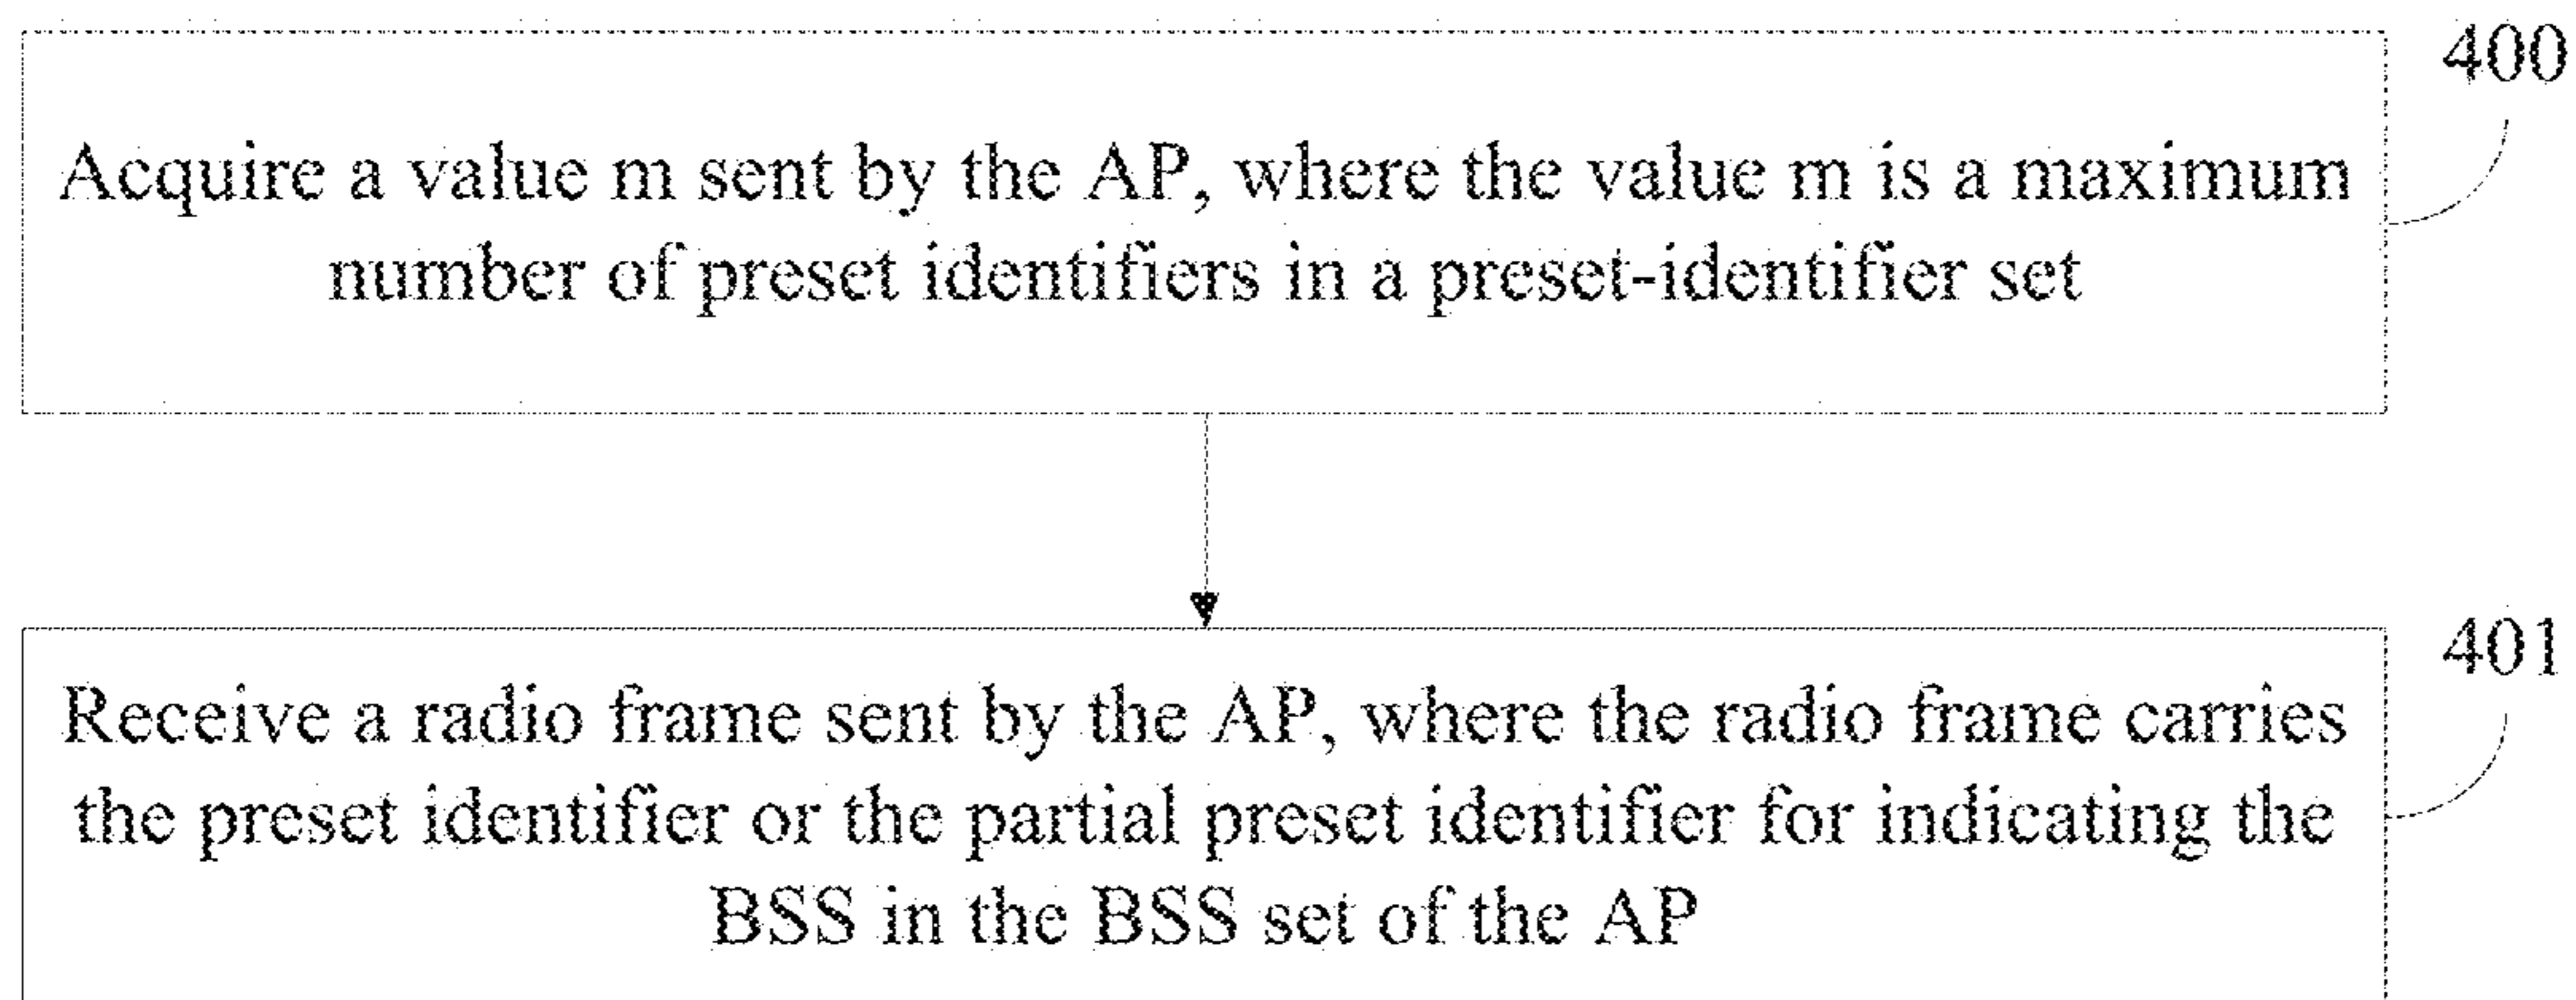 400
Acquire a value m sent by the AP, where the value m is a maximum
number of preset identifiers in a preset-identifier set
401
Receive a radio frame sent by the AP, where the radio frame carries
the preset identifier or the partial preset identifier for indicating the
BSS in the BSS set of the AP